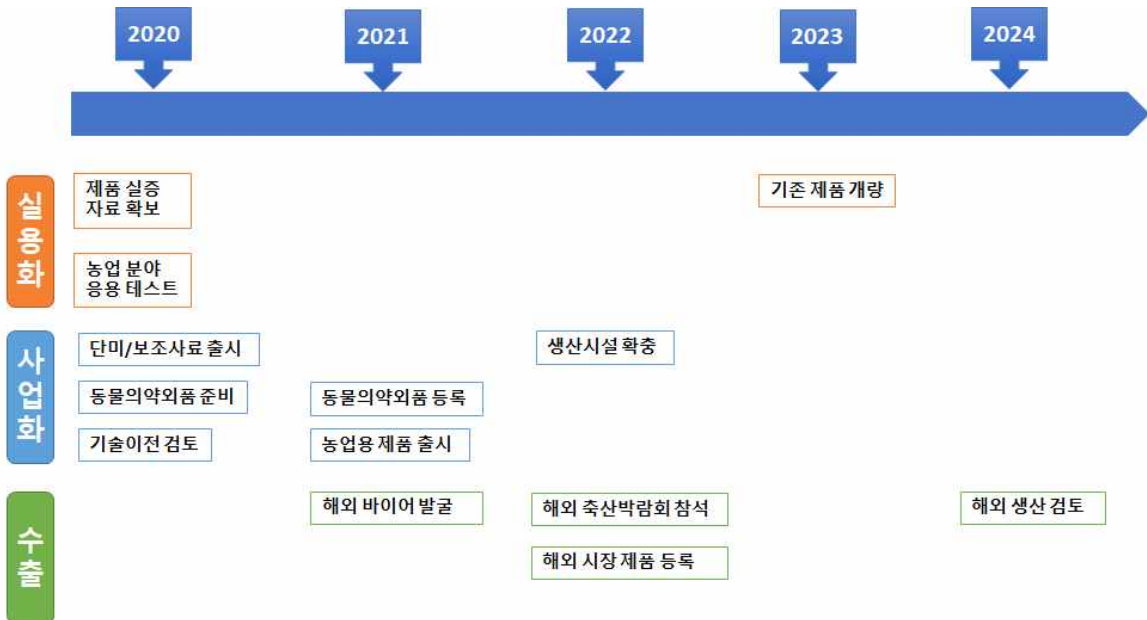 2020
2021
2022
2023
2024
실용화
제품 실증
자료 확보
기존 제품 개량
농업 분야
응용 테스트
사업화
단미/보조사료 출시
생산시설 확충
동물의약외품 준비
동물의약외품 등록
기술이전 검토
농업용 제품 출시
수출
해외 바이어 발굴
해외 축산박람회 참석
해외 생산 검토
해외 시장 제품 등록